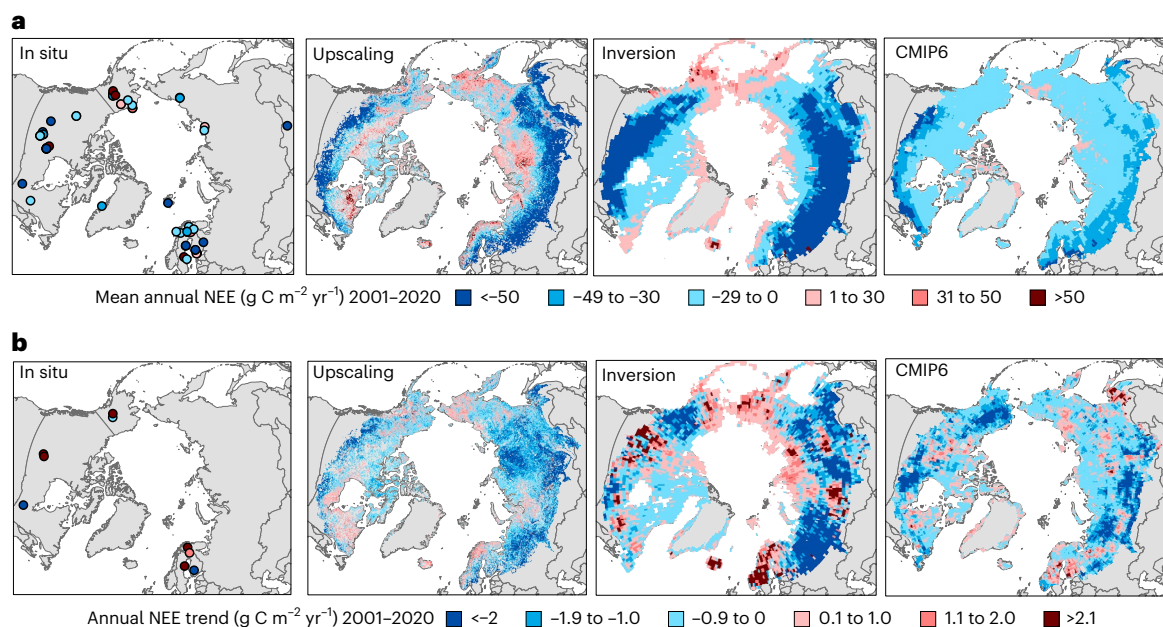 a
In situ
Upscaling
Inversion
CMIP6
Mean annual NEE (g C m⁻² yr⁻¹) 2001–2020 <−50 −49 to −30 −29 to 0 1 to 30 31 to 50 >50
b
In situ
Upscaling
Inversion
CMIP6
Annual NEE trend (g C m⁻² yr⁻¹) 2001–2020 <−2 −1.9 to −1.0 −0.9 to 0 0.1 to 1.0 1.1 to 2.0 >2.1